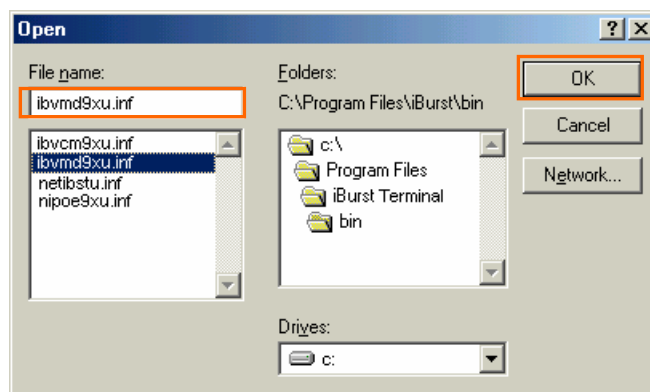 Open
File name:
ibvmd9xu.inf
ibvcm9xu.inf
ibvmd9xu.inf
netibstu.inf
nipoe9xu.inf
Folders:
C:\Program Files\iBurst\bin
c:\
Program Files
iBurst Terminal
bin
Drives:
c:
OK
Cancel
Network...